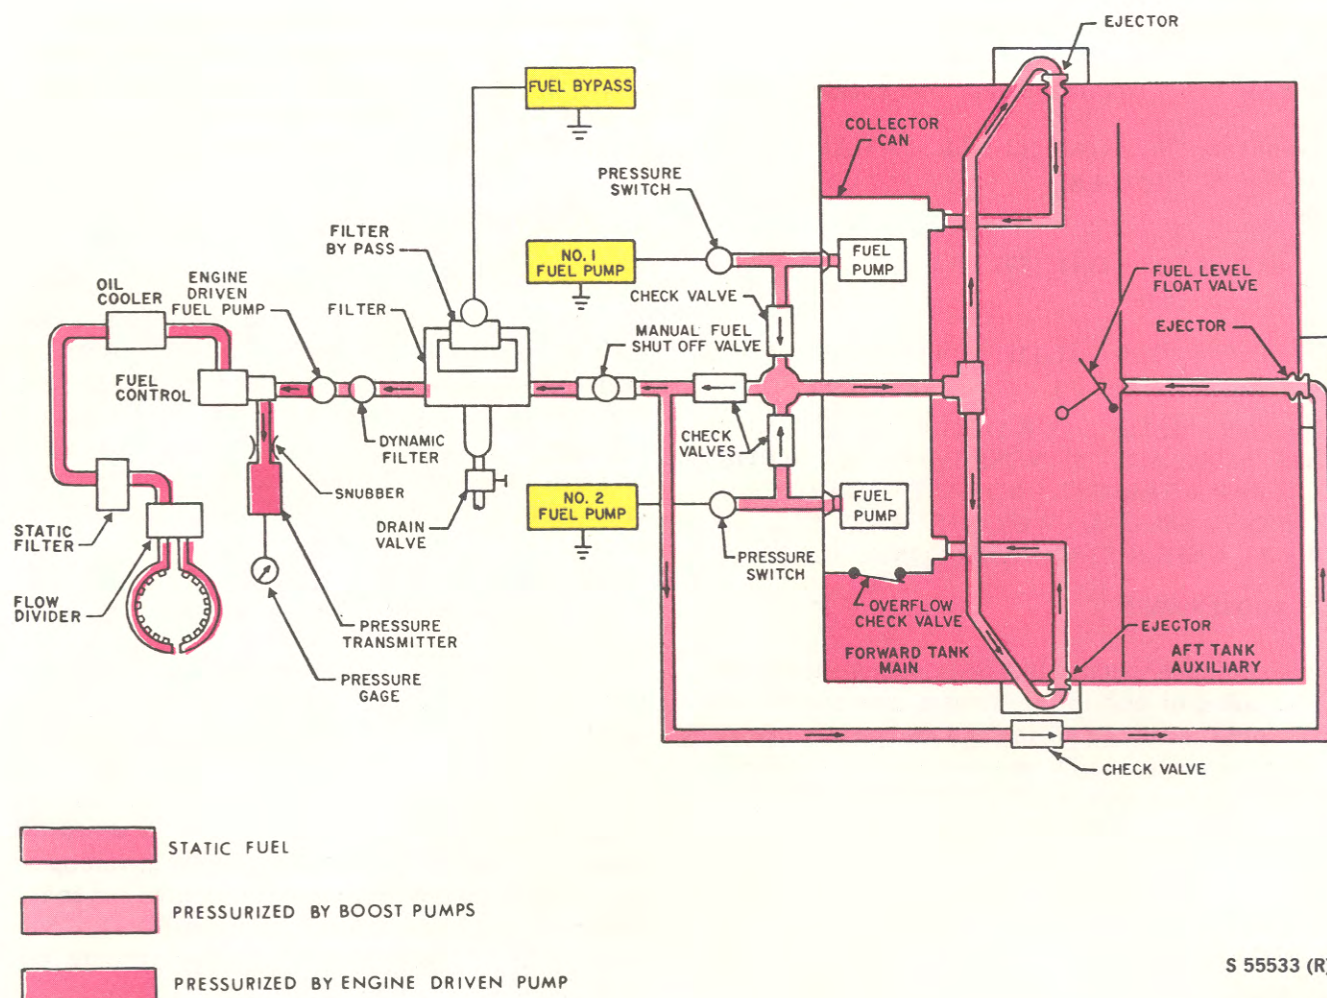 EJECTOR
FUEL BYPASS
COLLECTOR
CAN
PRESSURE
SWITCH
FILTER
BY PASS
NO. 1
FUEL PUMP
FUEL
PUMP
ENGINE
DRIVEN
FUEL PUMP
OIL
COOLER
FILTER
CHECK VALVE
MANUAL FUEL
SHUT OFF VALVE
FUEL LEVEL
FLOAT VALVE
EJECTOR
FUEL
CONTROL
DYNAMIC
FILTER
CHECK
VALVES
SNUBBER
NO. 2
FUEL PUMP
FUEL
PUMP
STATIC
FILTER
DRAIN
VALVE
PRESSURE
SWITCH
FLOW
DIVIDER
OVERFLOW
CHECK VALVE
PRESSURE
TRANSMITTER
EJECTOR
FORWARD TANK
MAIN
AFT TANK
AUXILIARY
PRESSURE
GAGE
CHECK VALVE
STATIC FUEL
PRESSURIZED BY BOOST PUMPS
PRESSURIZED BY ENGINE DRIVEN PUMP
S 55533 (R)